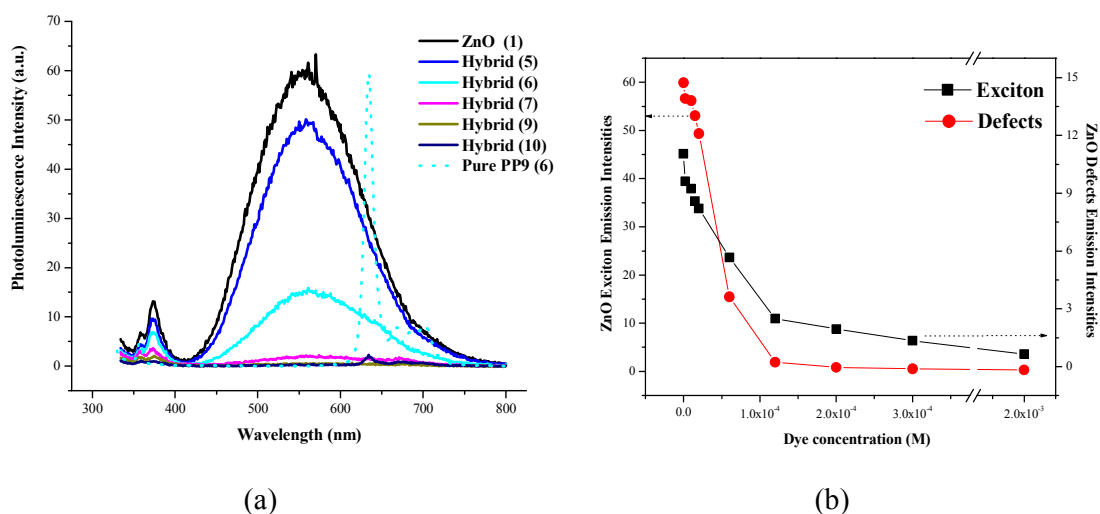 Photoluminescence Intensity (a.u.)
70
60
50
40
30
20
10
0
300
400
500
600
700
800
Wavelength (nm)
ZnO (1)
Hybrid (5)
Hybrid (6)
Hybrid (7)
Hybrid (9)
Hybrid (10)
Pure PP9 (6)
(a)
ZnO Exciton Emission Intensities
60
50
40
30
20
10
0
0.0
1.0x10-4
2.0x10-4
3.0x10-4
2.0x10-3
Dye concentration (M)
Exciton
Defects
15
12
9
6
3
0
ZnO Defects Emission Intensities
(b)